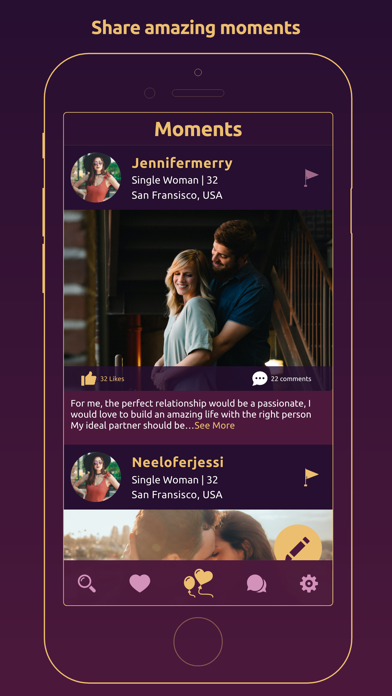 Share amazing moments
Moments
Jennifermerry
Single Woman | 32
San Fransisco, USA
32 Likes
22 comments
For me, the perfect relationship would be a passionate, I
would love to build an amazing life with the right person
My ideal partner should be...See More
Neeloferjessi
Single Woman | 32
San Fransisco, USA